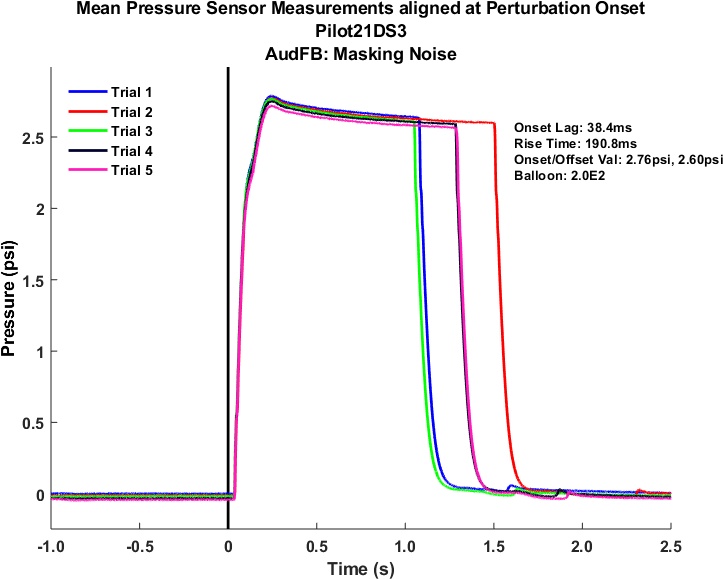 Mean Pressure Sensor Measurements aligned at Perturbation Onset
Pilot21DS3
AudFB: Masking Noise
Trial 1
Trial 2
Trial 3
Trial 4
Trial 5
Onset Lag: 38.4ms
Rise Time: 190.8ms
Onset/Offset Val: 2.76psi, 2.60psi
Balloon: 2.0E2
Pressure (psi)
2.5
2
1.5
1
0.5
0
-1.0
-0.5
0
0.5
1.0
1.5
2.0
2.5
Time (s)